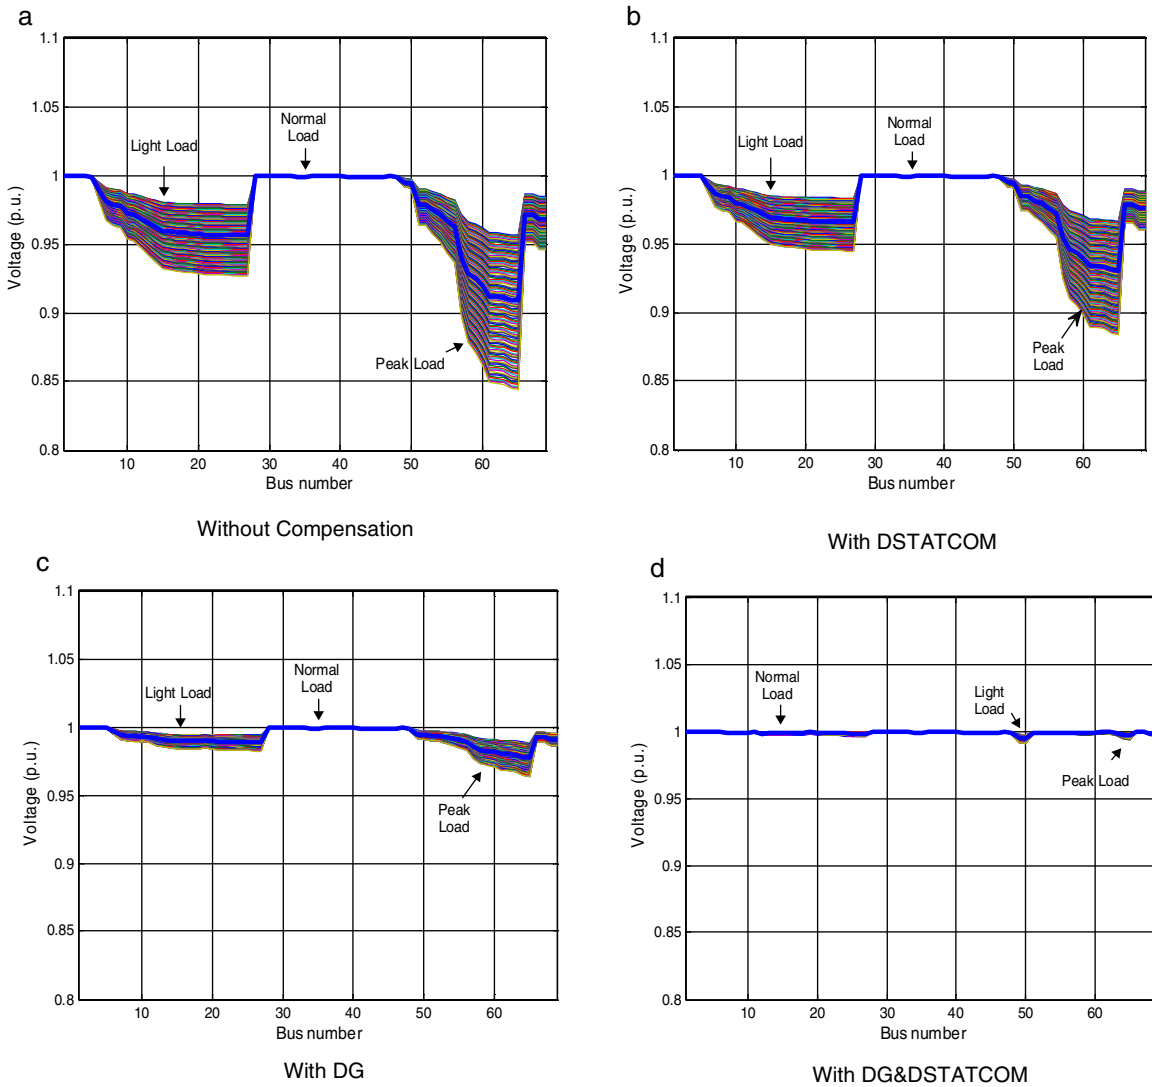 a
1.1
1.05
1
0.95
0.9
0.85
0.8
Voltage (p.u.)
Light Load
Normal
Load
Peak Load
10 20 30 40 50 60
Bus number
Without Compensation
b
1.1
1.05
1
0.95
0.9
0.85
0.8
Voltage (p.u.)
Light Load
Normal
Load
Peak
Load
10 20 30 40 50 60
Bus number
With DSTATCOM
c
1.1
1.05
1
0.95
0.9
0.85
0.8
Voltage (p.u.)
Light Load
Normal
Load
Peak
Load
10 20 30 40 50 60
Bus number
With DG
d
1.1
1.05
1
0.95
0.9
0.85
0.8
Voltage (p.u.)
Normal
Load
Light
Load
Peak Load
10 20 30 40 50 60
Bus number
With DG&DSTATCOM